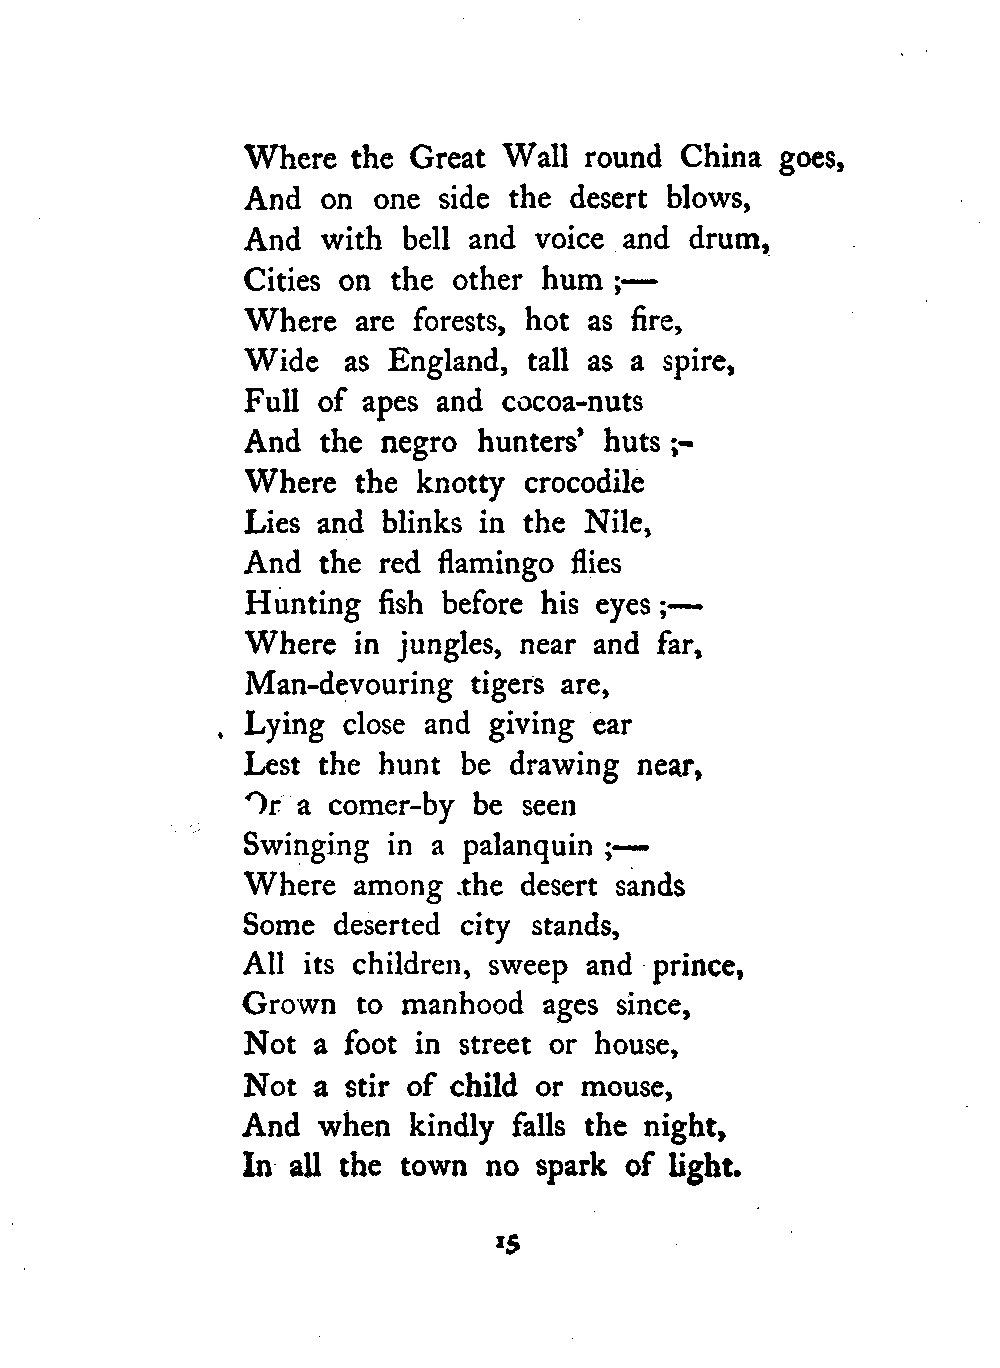 Where the Great Wall round China goes,
And on one side the desert blows,
And with bell and voice and drum,
Cities on the other hum ;—
Where are forests, hot as fire,
Wide as England, tall as a spire,
Full of apes and cocoa-nuts
And the negro hunters' huts ;-
Where the knotty crocodile
Lies and blinks in the Nile,
And the red flamingo flies
Hunting fish before his eyes ;—
Where in jungles, near and far,
Man-devouring tigers are,
Lying close and giving ear
Lest the hunt be drawing near,
Or a comer-by be seen
Swinging in a palanquin ;—
Where among the desert sands
Some deserted city stands,
All its children, sweep and prince,
Grown to manhood ages since,
Not a foot in street or house,
Not a stir of child or mouse,
And when kindly falls the night,
In all the town no spark of light.
15